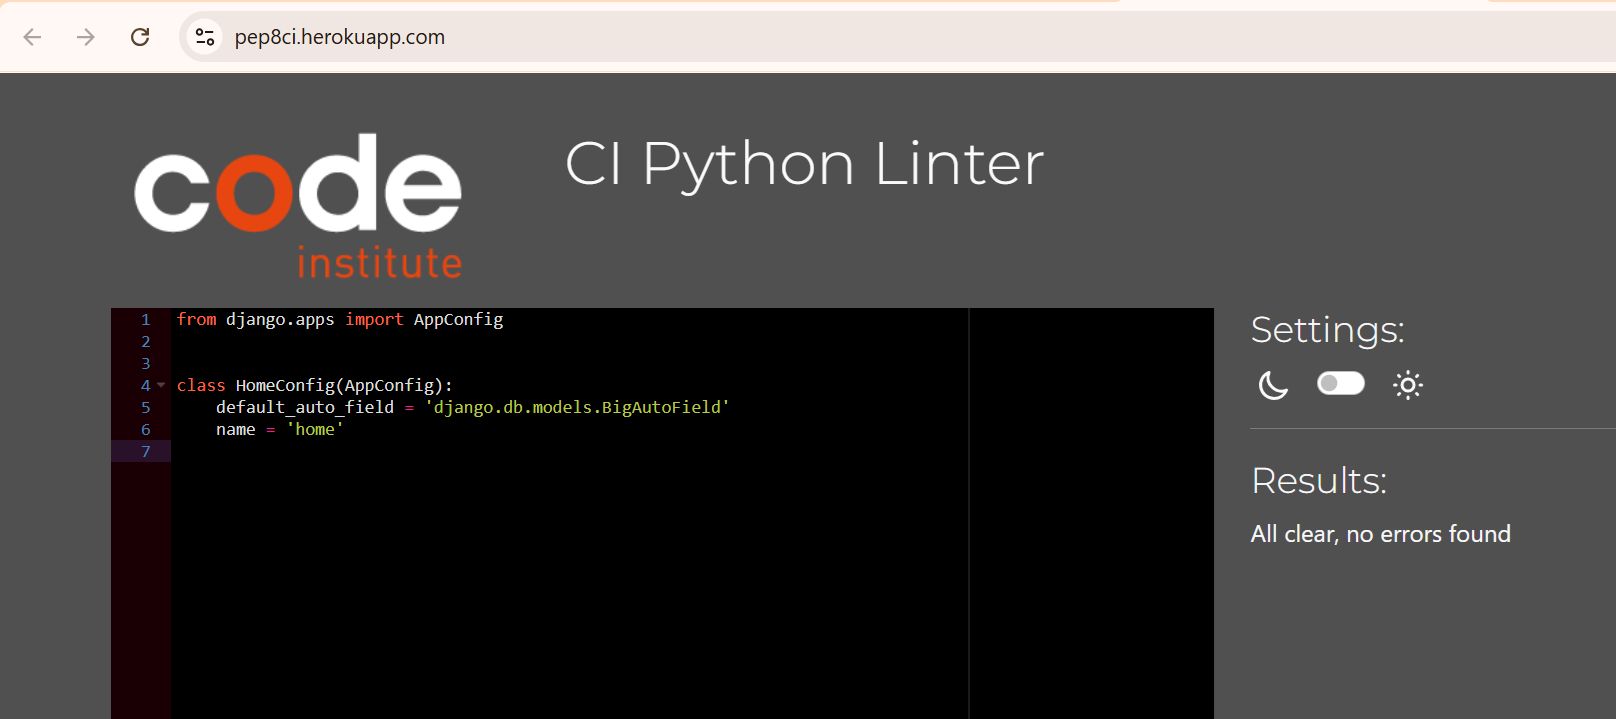 pep8ci.herokuapp.com
code
institute
CI Python Linter
1 from django.apps import AppConfig
2
3
4 class HomeConfig(AppConfig):
5     default_auto_field = 'django.db.models.BigAutoField'
6     name = 'home'
7
Settings:
Results:
All clear, no errors found